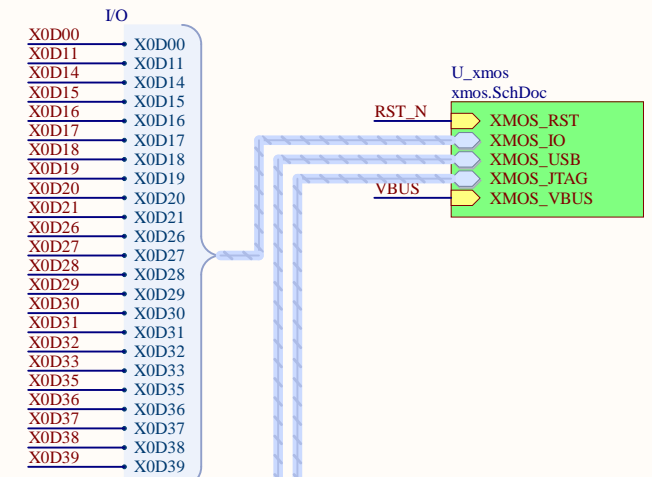 I/O
X0D00 X0D00
X0D11 X0D11
X0D14 X0D14
X0D15 X0D15
X0D16 X0D16
X0D17 X0D17
X0D18 X0D18
X0D19 X0D19
X0D20 X0D20
X0D21 X0D21
X0D26 X0D26
X0D27 X0D27
X0D28 X0D28
X0D29 X0D29
X0D30 X0D30
X0D31 X0D31
X0D32 X0D32
X0D33 X0D33
X0D35 X0D35
X0D36 X0D36
X0D37 X0D37
X0D38 X0D38
X0D39 X0D39
U_xmos
xmos.SchDoc
RST_N XMOS_RST
XMOS_IO
XMOS_USB
XMOS_JTAG
VBUS XMOS_VBUS